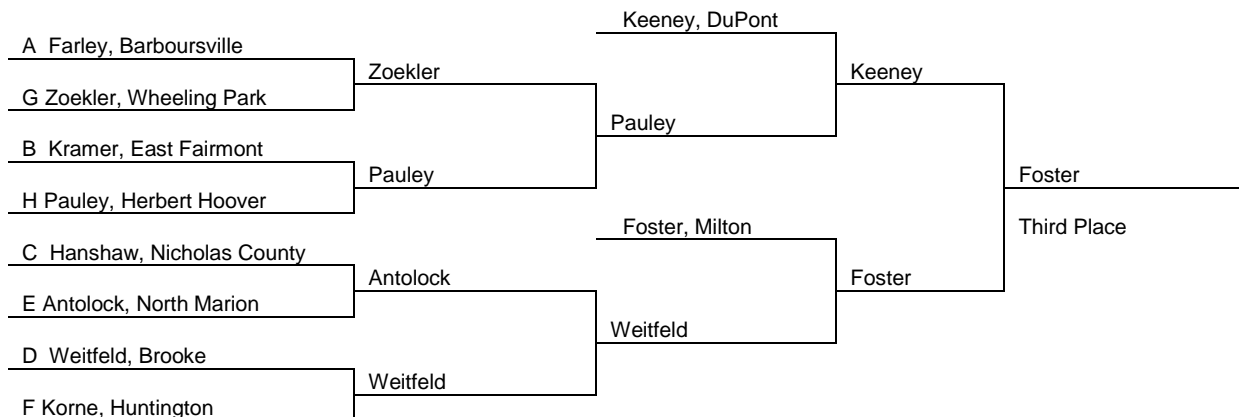 Keeney, DuPont
A Farley, Barboursville
Zoekler
Keeney
G Zoekler, Wheeling Park
Pauley
B Kramer, East Fairmont
Pauley
Foster
H Pauley, Herbert Hoover
Foster, Milton
Third Place
C Hanshaw, Nicholas County
Antolock
Foster
E Antolock, North Marion
Weitfeld
D Weitfeld, Brooke
Weitfeld
F Korne, Huntington